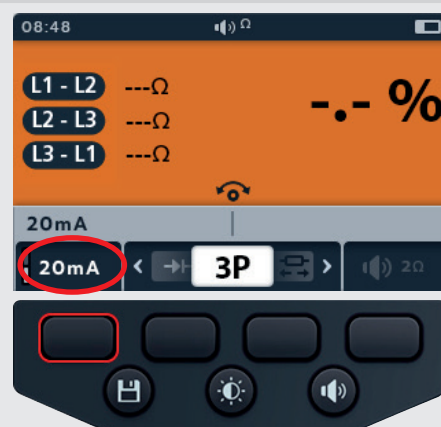 08:48 Ω
L1 - L2 ---Ω -.- %
L2 - L3 ---Ω
L3 - L1 ---Ω
20mA
20mA < 3P > 2Ω